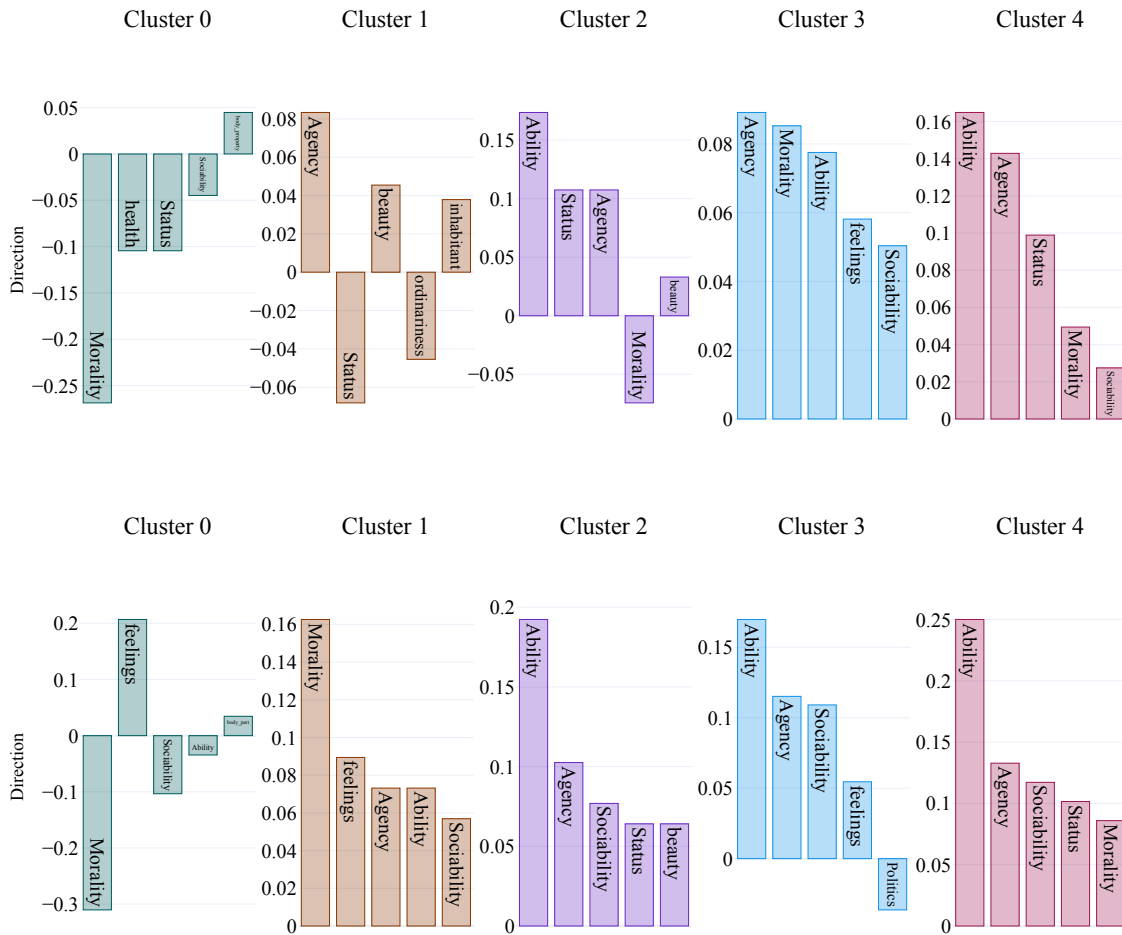 Cluster 0
Cluster 1
Cluster 2
Cluster 3
Cluster 4
Direction
0.05
0
−0.05
−0.1
−0.15
−0.2
−0.25
Morality
health
Status
Sociability
body_property
0.08
0.06
0.04
0.02
0
−0.02
−0.04
−0.06
Agency
Status
beauty
ordinariness
inhabitant
0.15
0.1
0.05
0
−0.05
Ability
Status
Agency
Morality
beauty
0.08
0.06
0.04
0.02
0
Agency
Morality
Ability
feelings
Sociability
0.16
0.14
0.12
0.1
0.08
0.06
0.04
0.02
0
Ability
Agency
Status
Morality
Sociability
Cluster 0
Cluster 1
Cluster 2
Cluster 3
Cluster 4
Direction
0.2
0.1
0
−0.1
−0.2
−0.3
Morality
feelings
Sociability
Ability
body_part
0.16
0.14
0.12
0.1
0.08
0.06
0.04
0.02
0
Morality
feelings
Agency
Ability
Sociability
0.2
0.15
0.1
0.05
0
Ability
Agency
Sociability
Status
beauty
0.15
0.1
0.05
0
Ability
Agency
Sociability
feelings
Politics
0.25
0.2
0.15
0.1
0.05
0
Ability
Agency
Sociability
Status
Morality